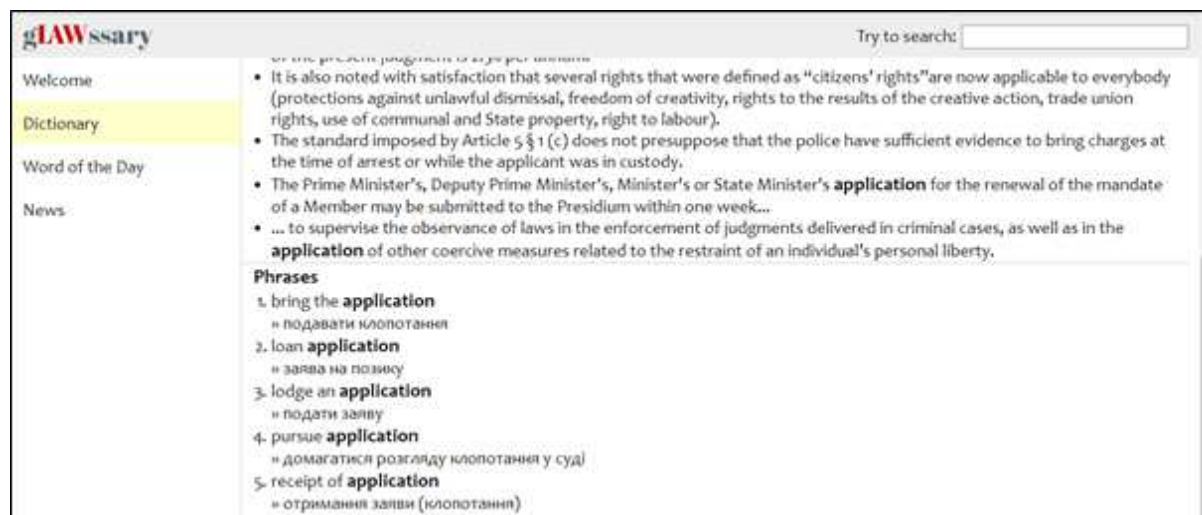 glAWssary
Try to search:
Welcome
Dictionary
Word of the Day
News
of the present judgment is per annum.
• It is also noted with satisfaction that several rights that were defined as “citizens’ rights”are now applicable to everybody
(protections against unlawful dismissal, freedom of creativity, rights to the results of the creative action, trade union
rights, use of communal and State property, right to labour).
• The standard imposed by Article 5 § 1 (c) does not presuppose that the police have sufficient evidence to bring charges at
the time of arrest or while the applicant was in custody.
• The Prime Minister's, Deputy Prime Minister's, Minister's or State Minister's application for the renewal of the mandate
of a Member may be submitted to the Presidium within one week...
• ... to supervise the observance of laws in the enforcement of judgments delivered in criminal cases, as well as in the
application of other coercive measures related to the restraint of an individual's personal liberty.
Phrases
1. bring the application
» подавати клопотання
2. loan application
» заява на позику
3. lodge an application
» подати заяву
4. pursue application
» домагатися розгляду клопотання у суді
5. receipt of application
» отримання заяви (клопотання)